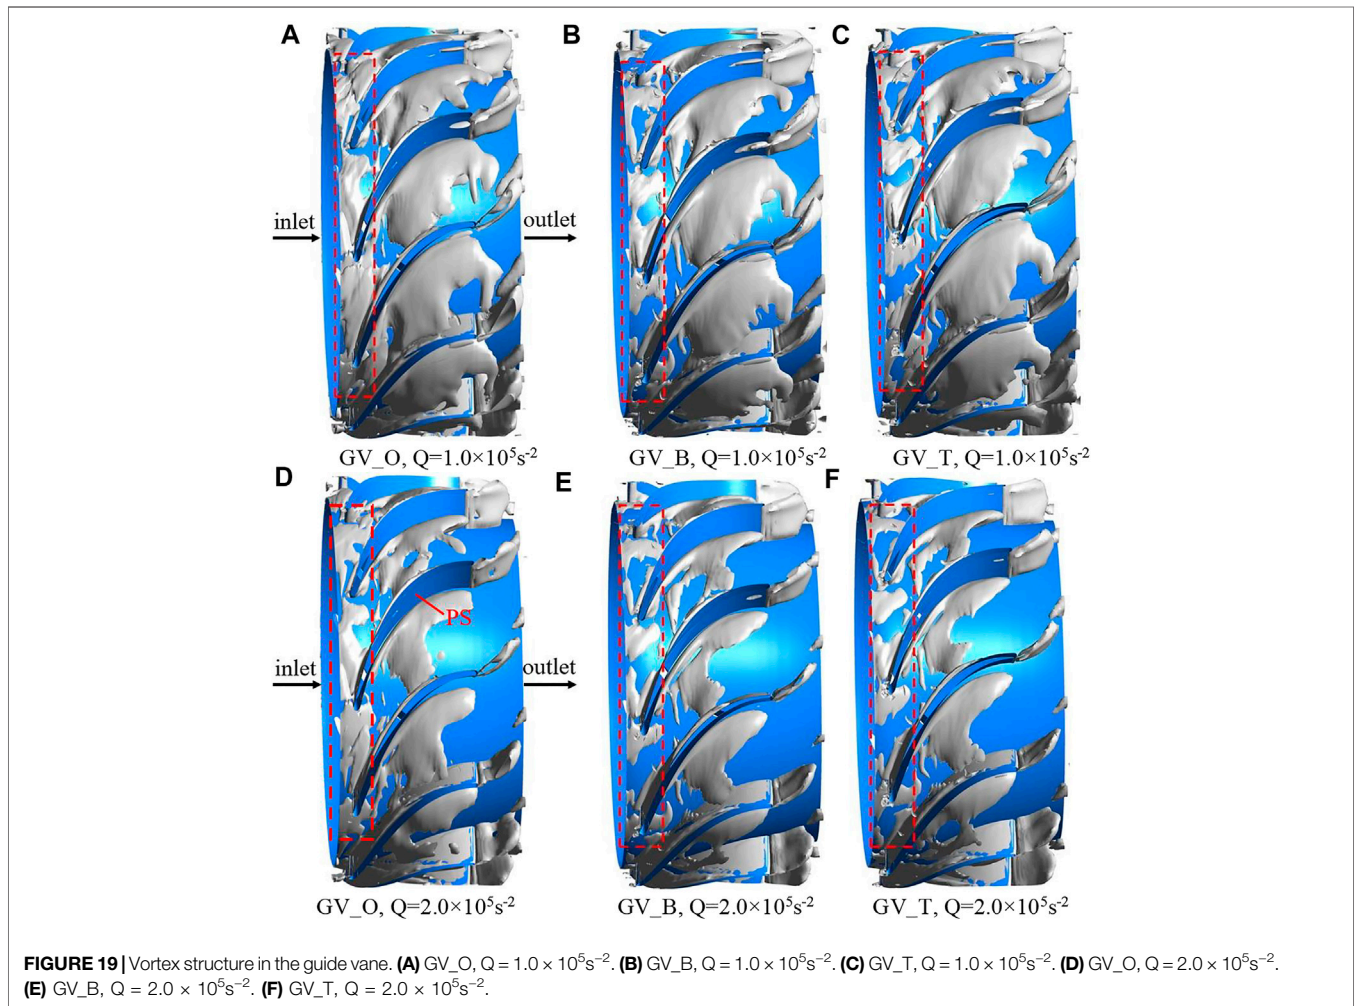 A
B
C
inlet
outlet
GV_O, Q=1.0×10⁵s⁻²
GV_B, Q=1.0×10⁵s⁻²
GV_T, Q=1.0×10⁵s⁻²
D
E
F
PS
inlet
outlet
GV_O, Q=2.0×10⁵s⁻²
GV_B, Q=2.0×10⁵s⁻²
GV_T, Q=2.0×10⁵s⁻²
FIGURE 19 | Vortex structure in the guide vane. (A) GV_O, Q = 1.0 × 10⁵s⁻². (B) GV_B, Q = 1.0 × 10⁵s⁻². (C) GV_T, Q = 1.0 × 10⁵s⁻². (D) GV_O, Q = 2.0 × 10⁵s⁻².
(E) GV_B, Q = 2.0 × 10⁵s⁻². (F) GV_T, Q = 2.0 × 10⁵s⁻².